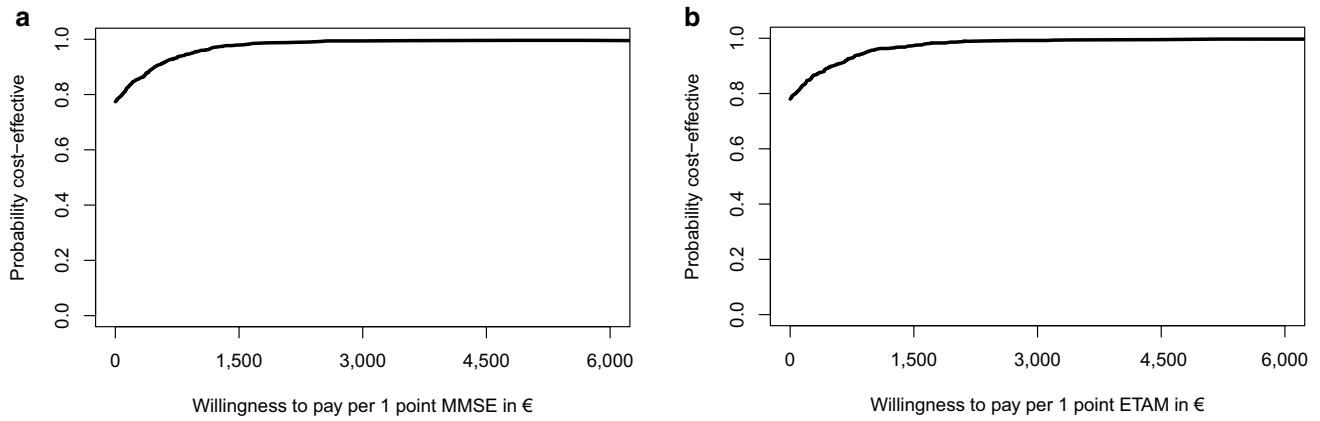 a
Probability cost−effective
1.0
0.8
0.6
0.4
0.2
0.0
0 1,500 3,000 4,500 6,000
Willingness to pay per 1 point MMSE in €
b
Probability cost−effective
1.0
0.8
0.6
0.4
0.2
0.0
0 1,500 3,000 4,500 6,000
Willingness to pay per 1 point ETAM in €